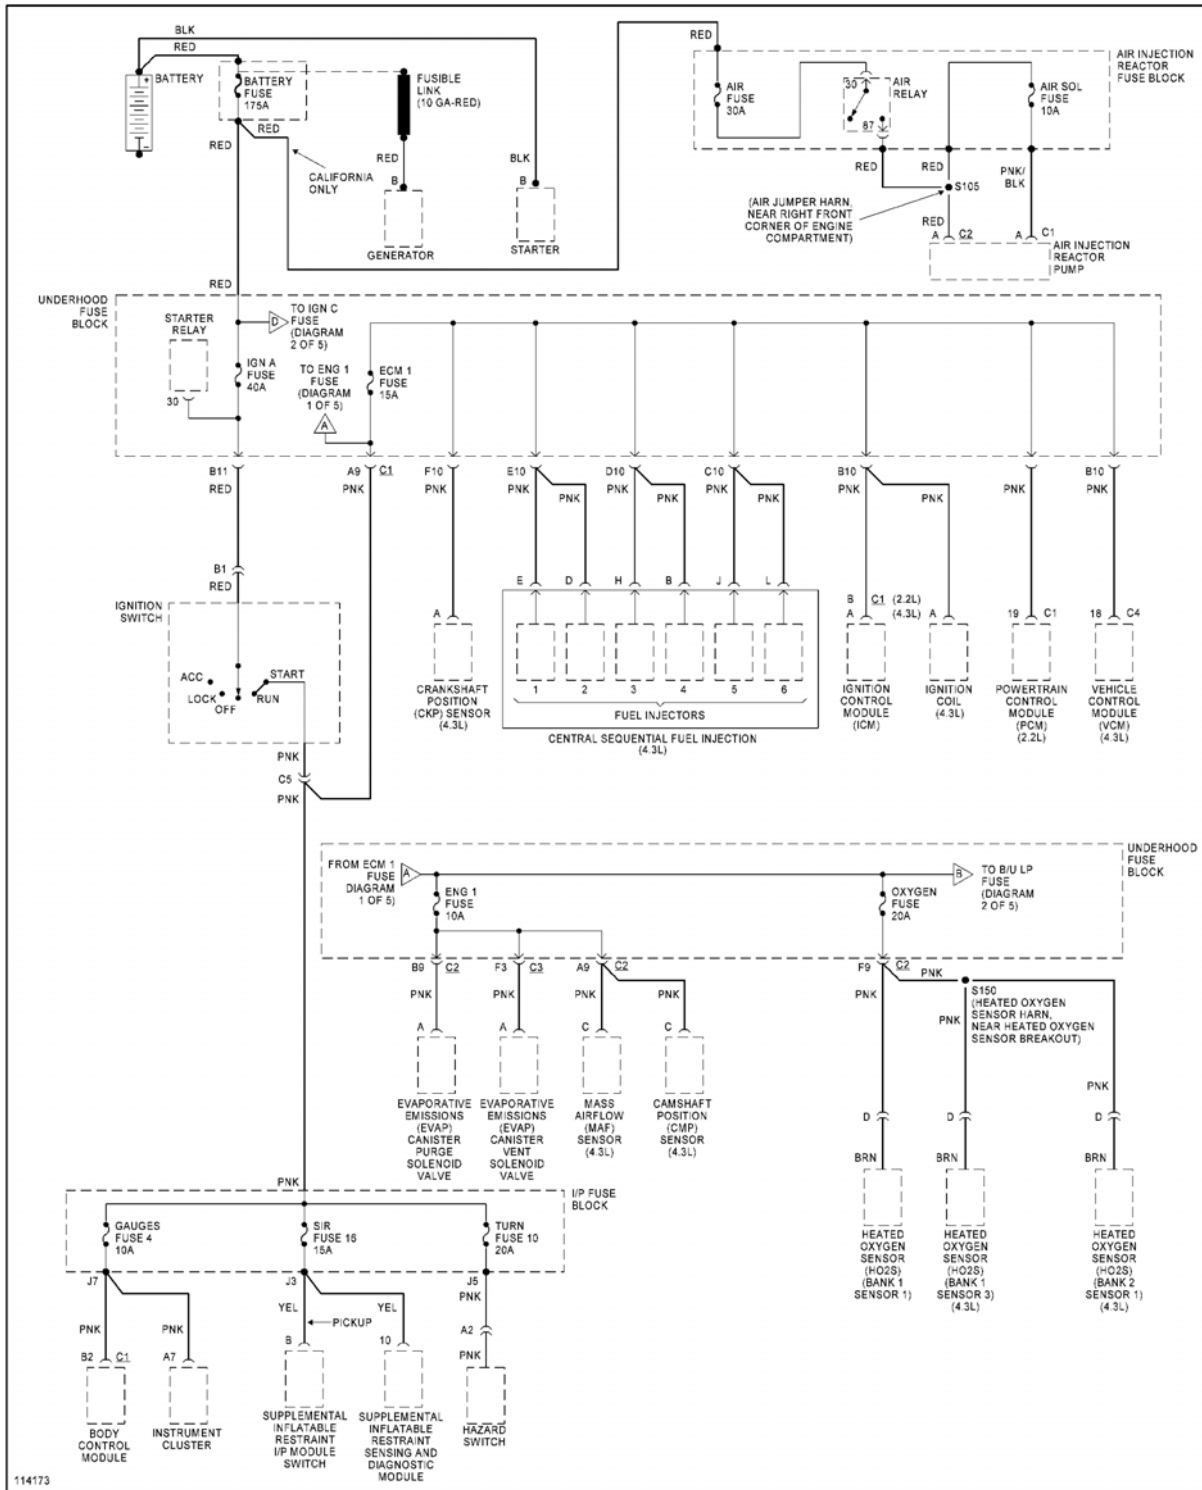 BLK
RED
BATTERY
+
-
BATTERY
FUSE
175A
FUSIBLE
LINK
(10 GA-RED)
RED
RED
CALIFORNIA
ONLY
RED
B
GENERATOR
BLK
B
STARTER
RED
AIR
FUSE
30A
30
AIR
RELAY
87
AIR SOL
FUSE
10A
AIR INJECTION
REACTOR
FUSE BLOCK
RED
RED
PNK/
BLK
S105
(AIR JUMPER HARN,
NEAR RIGHT FRONT
CORNER OF ENGINE
COMPARTMENT)
RED
A
C2
A
C1
AIR INJECTION
REACTOR
PUMP
RED
UNDERHOOD
FUSE
BLOCK
STARTER
RELAY
30
D
TO IGN C
FUSE
(DIAGRAM
2 OF 5)
IGN A
FUSE
40A
TO ENG 1
FUSE
(DIAGRAM
1 OF 5)
A
ECM 1
FUSE
15A
B11
RED
A9
C1
PNK
F10
PNK
E10
PNK
PNK
D10
PNK
PNK
C10
PNK
PNK
B10
PNK
PNK
PNK
B10
PNK
B1
RED
IGNITION
SWITCH
ACC
LOCK
OFF
RUN
START
PNK
C5
PNK
A
CRANKSHAFT
POSITION
(CKP) SENSOR
(4.3L)
E
D
H
B
J
L
1
2
3
4
5
6
FUEL INJECTORS
CENTRAL SEQUENTIAL FUEL INJECTION
(4.3L)
B C1 (2.2L)
A (4.3L)
IGNITION
CONTROL
MODULE
(ICM)
A
IGNITION
COIL
(4.3L)
19
C1
POWERTRAIN
CONTROL
MODULE
(PCM)
(2.2L)
18
C4
VEHICLE
CONTROL
MODULE
(VCM)
(4.3L)
FROM ECM 1
FUSE
DIAGRAM
1 OF 5)
A
ENG 1
FUSE
10A
OXYGEN
FUSE
20A
B
TO B/U LP
FUSE
(DIAGRAM
2 OF 5)
UNDERHOOD
FUSE
BLOCK
B9
C2
PNK
F3
C3
PNK
A9
C2
PNK
PNK
F9
C2
PNK
PNK
S150
(HEATED OXYGEN
SENSOR HARN,
NEAR HEATED OXYGEN
SENSOR BREAKOUT)
PNK
PNK
A
EVAPORATIVE
EMISSIONS
(EVAP)
CANISTER
PURGE
SOLENOID
VALVE
A
EVAPORATIVE
EMISSIONS
(EVAP)
CANISTER
VENT
SOLENOID
VALVE
C
MASS
AIRFLOW
(MAF)
SENSOR
(4.3L)
C
CAMSHAFT
POSITION
(CMP)
SENSOR
(4.3L)
D
BRN
HEATED
OXYGEN
SENSOR
(HO2S)
(BANK 1
SENSOR 1)
D
BRN
HEATED
OXYGEN
SENSOR
(HO2S)
(BANK 1
SENSOR 3)
(4.3L)
D
BRN
HEATED
OXYGEN
SENSOR
(HO2S)
(BANK 2
SENSOR 1)
(4.3L)
PNK
I/P FUSE
BLOCK
GAUGES
FUSE 4
10A
SIR
FUSE 16
15A
TURN
FUSE 10
20A
J7
PNK
PNK
J3
YEL
PICKUP
YEL
J5
PNK
A2
PNK
B2
C1
BODY
CONTROL
MODULE
A7
INSTRUMENT
CLUSTER
B
SUPPLEMENTAL
INFLATABLE
RESTRAINT
I/P MODULE
SWITCH
10
SUPPLEMENTAL
INFLATABLE
RESTRAINT
SENSING AND
DIAGNOSTIC
MODULE
HAZARD
SWITCH
114173